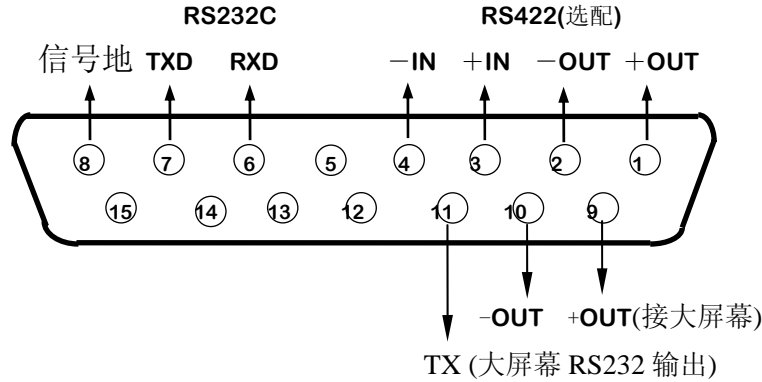 RS232C RS422(选配)
信号地 TXD RXD －IN ＋IN －OUT ＋OUT
8 7 6 5 4 3 2 1
15 14 13 12 11 10 9
-OUT +OUT(接大屏幕)
TX (大屏幕 RS232 输出)